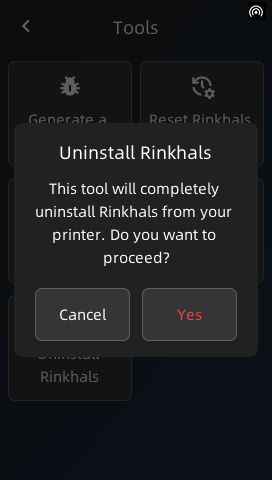 Tools
Generate a
Reset Rinkhals
Uninstall Rinkhals
This tool will completely
uninstall Rinkhals from your
printer. Do you want to
proceed?
Cancel
Yes
Uninstall
Rinkhals